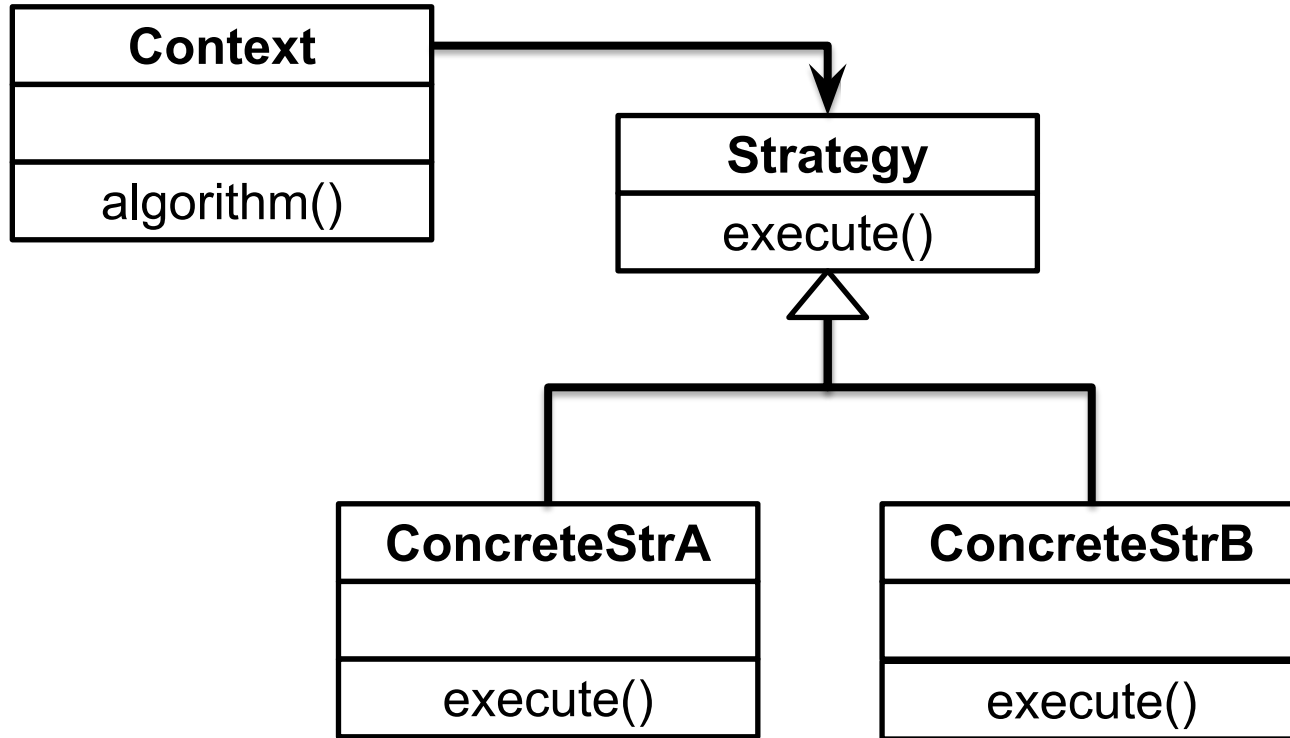 Context
algorithm()
Strategy
execute()
ConcreteStrA
execute()
ConcreteStrB
execute()